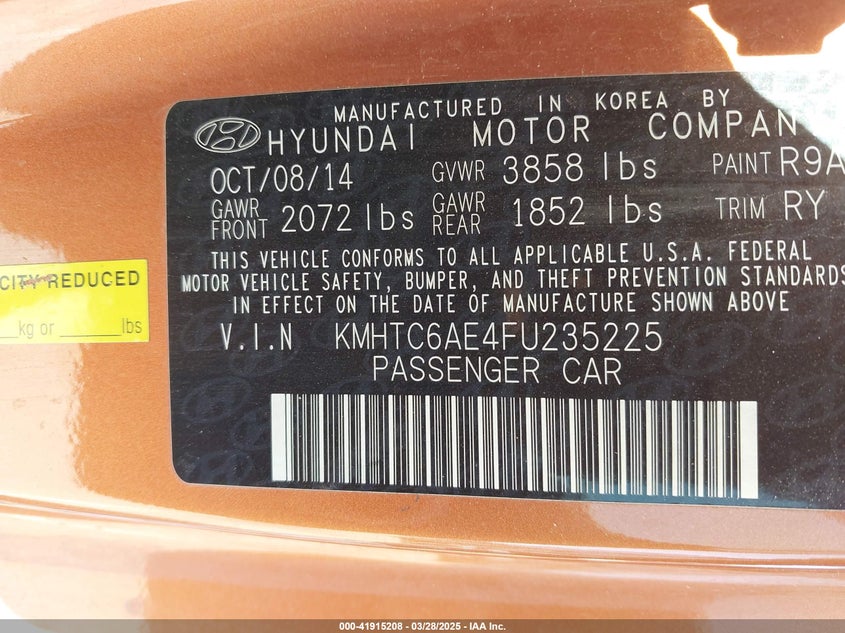 MANUFACTURED IN KOREA BY
HYUNDAI MOTOR COMPAN
OCT/08/14 GVWR 3858 lbs PAINT R9A
GAWR FRONT 2072 lbs GAWR REAR 1852 lbs TRIM RY
THIS VEHICLE CONFORMS TO ALL APPLICABLE U.S.A. FEDERAL
MOTOR VEHICLE SAFETY, BUMPER, AND THEFT PREVENTION STANDARDS
IN EFFECT ON THE DATE OF MANUFACTURE SHOWN ABOVE
V.I.N KMHTC6AE4FU235225
PASSENGER CAR
CITY REDUCED
kg or ______lbs
000-41915208 - 03/28/2025 - IAA Inc.